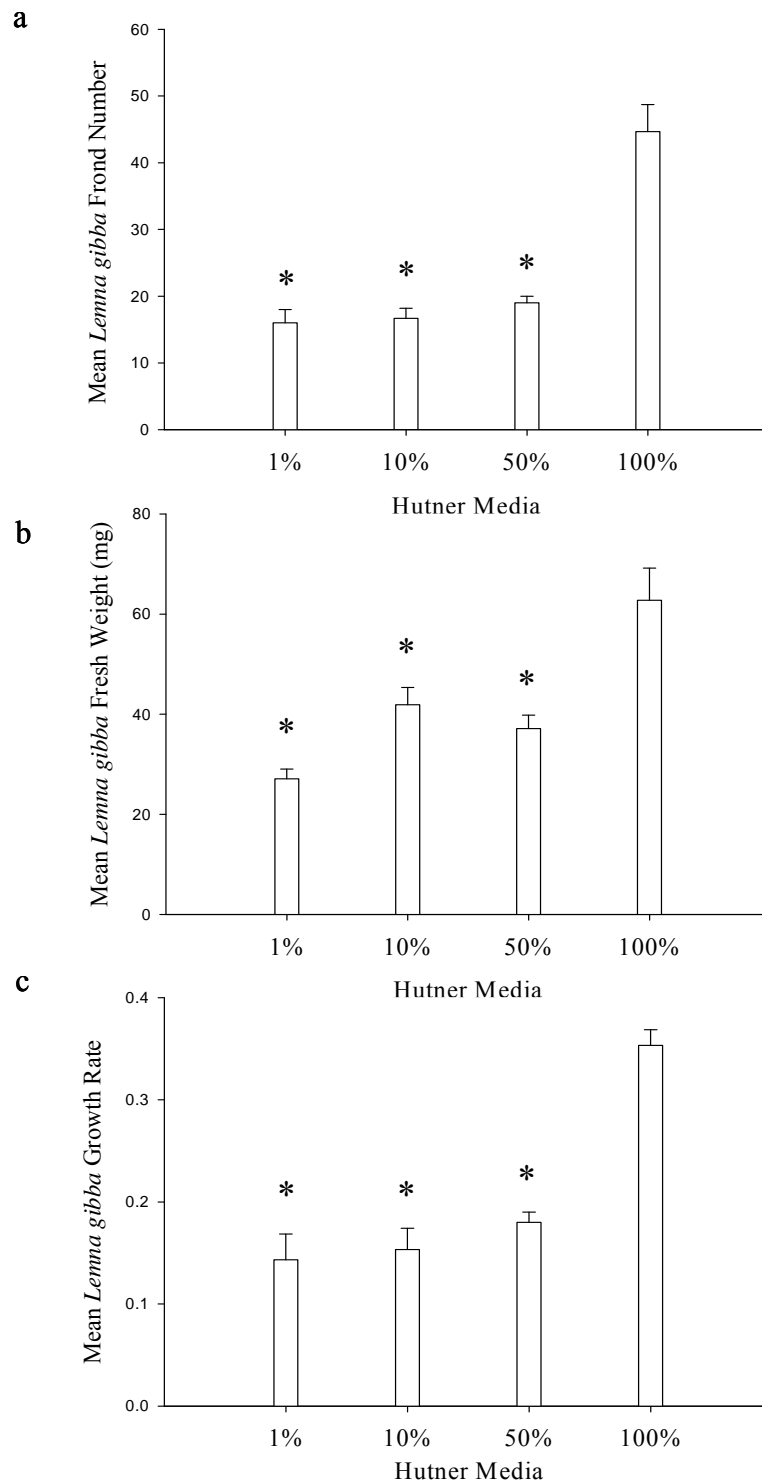 a
Mean Lemna gibba Frond Number
60
50
40
30
20
10
0
* * *
1% 10% 50% 100%
Hutner Media
b
Mean Lemna gibba Fresh Weight (mg)
80
60
40
20
0
* * *
1% 10% 50% 100%
Hutner Media
c
Mean Lemna gibba Growth Rate
0.4
0.3
0.2
0.1
0.0
* * *
1% 10% 50% 100%
Hutner Media